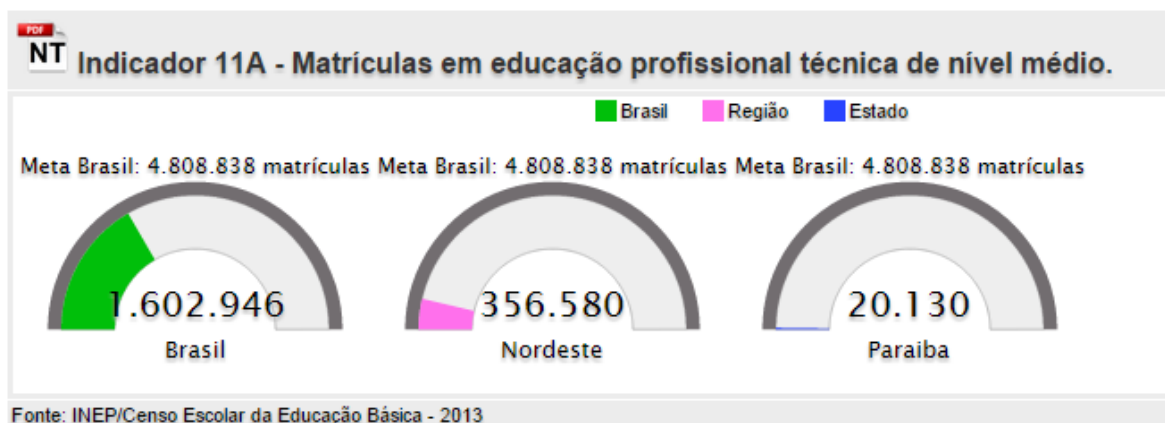 PDF
NT Indicador 11A - Matrículas em educação profissional técnica de nível médio.
Brasil Região Estado
Meta Brasil: 4.808.838 matrículas Meta Brasil: 4.808.838 matrículas Meta Brasil: 4.808.838 matrículas
1.602.946 356.580 20.130
Brasil Nordeste Paraiba
Fonte: INEP/Censo Escolar da Educação Básica - 2013